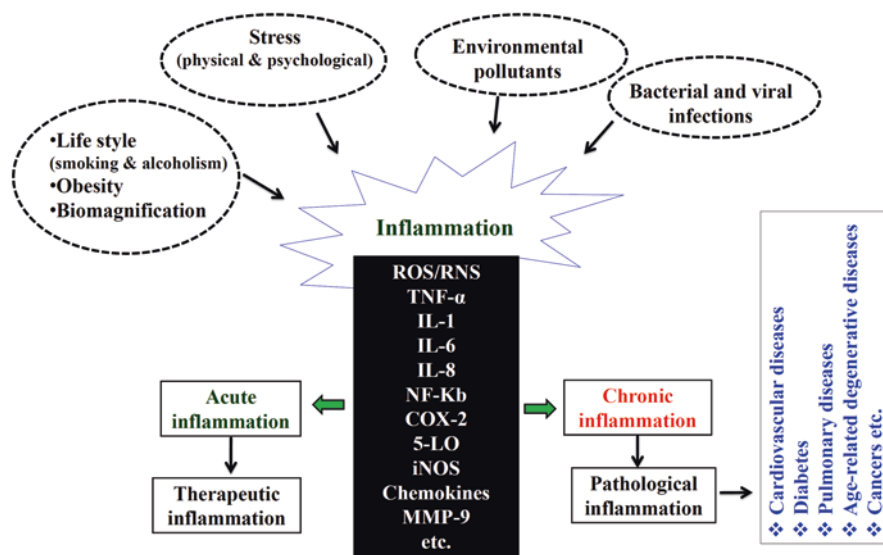 Stress
(physical & psychological)
Environmental
pollutants
Bacterial and viral
infections
•Life style
(smoking & alcoholism)
•Obesity
•Biomagnification
Inflammation
ROS/RNS
TNF-α
IL-1
IL-6
IL-8
NF-Kb
COX-2
5-LO
iNOS
Chemokines
MMP-9
etc.
Acute
inflammation
Therapeutic
inflammation
Chronic
inflammation
Pathological
inflammation
❖ Cardiovascular diseases
❖ Diabetes
❖ Pulmonary diseases
❖ Age-related degenerative diseases
❖ Cancers etc.